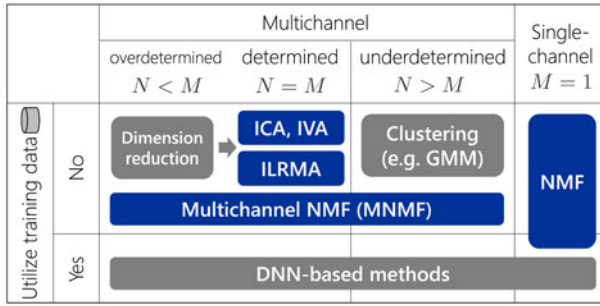 Multichannel
Single-
channel
M = 1
overdetermined
N < M
determined
N = M
underdetermined
N > M
Utilize training data
No
Dimension
reduction
ICA, IVA
ILRMA
Clustering
(e.g. GMM)
NMF
Multichannel NMF (MNMF)
Yes
DNN-based methods